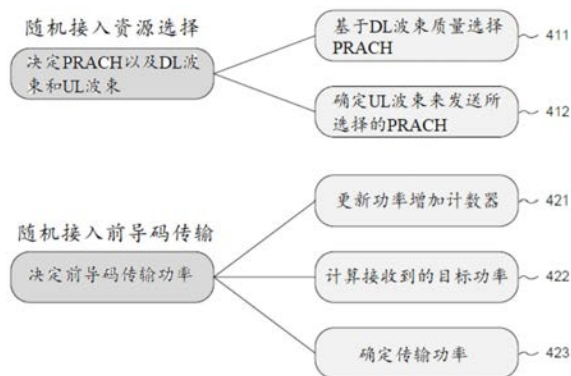 随机接入资源选择
决定PRACH以及DL波
束和UL波束
基于DL波束质量选择
PRACH
411
确定UL波束来发送所
选择的PRACH
412
随机接入前导码传输
决定前导码传输功率
更新功率增加计数器
421
计算接收到的目标功率
422
确定传输功率
423